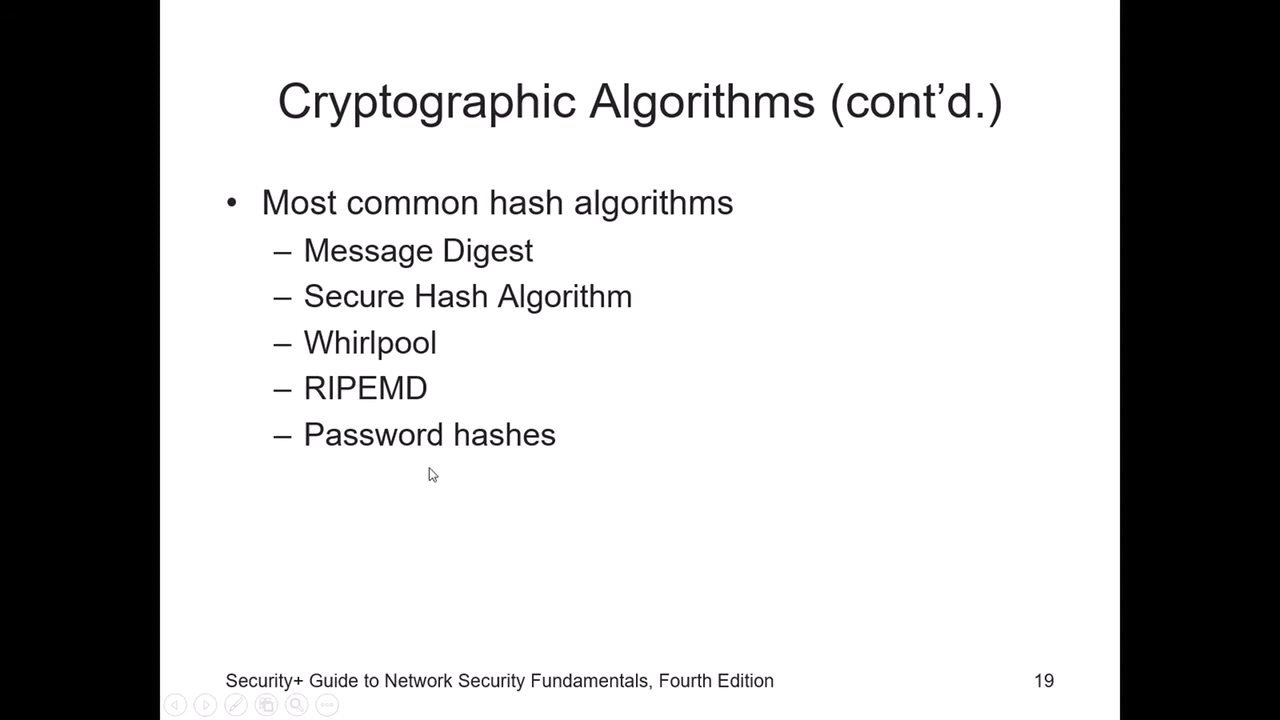 Cryptographic Algorithms (cont’d.)
• Most common hash algorithms
– Message Digest
– Secure Hash Algorithm
– Whirlpool
– RIPEMD
– Password hashes
Security+ Guide to Network Security Fundamentals, Fourth Edition
19